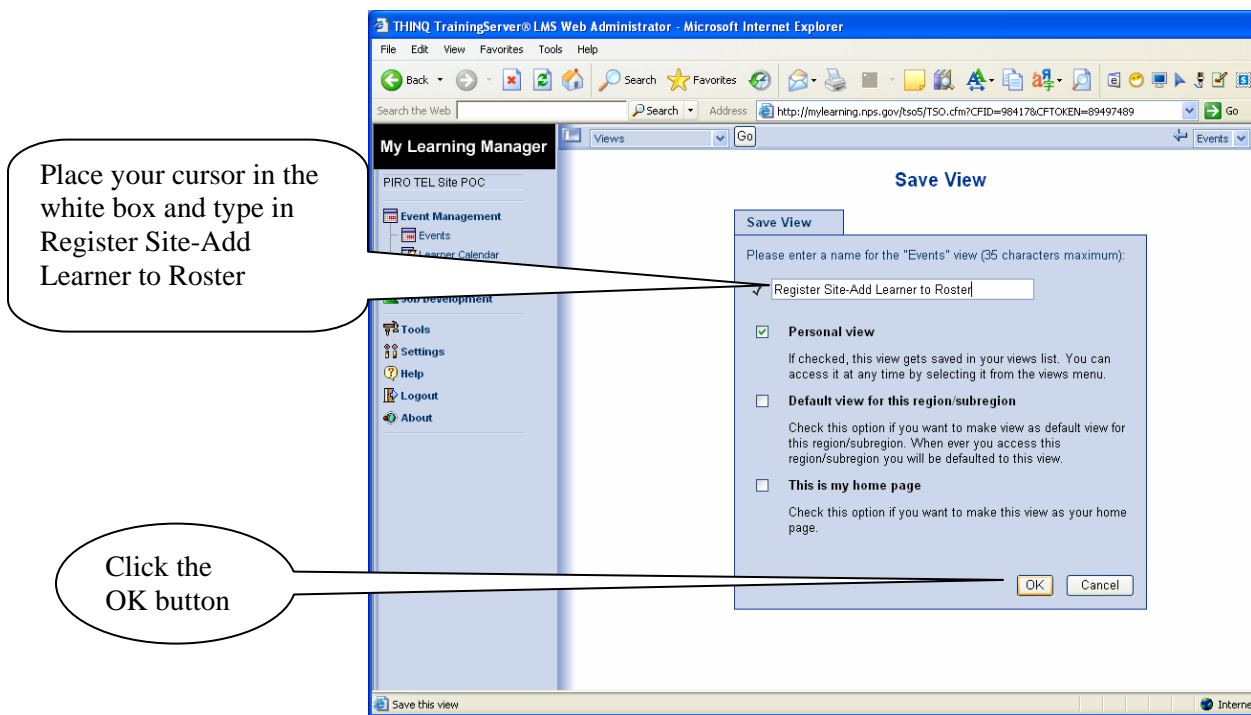 THINQ TrainingServer® LMS Web Administrator - Microsoft Internet Explorer
File Edit View Favorites Tools Help
Back Search Favorites
Search the Web Search Address http://mylearning.nps.gov/tso5/TSO.cfm?CFID=98417&CFTOKEN=89497489 Go
My Learning Manager
Views Go Events
PIRO TEL Site POC
Event Management
Events
Learner Calendar
Job Development
Tools
Settings
Help
Logout
About
Place your cursor in the
white box and type in
Register Site-Add
Learner to Roster
Save View
Save View
Please enter a name for the "Events" view (35 characters maximum):
Register Site-Add Learner to Roster
Personal view
If checked, this view gets saved in your views list. You can
access it at any time by selecting it from the views menu.
Default view for this region/subregion
Check this option if you want to make view as default view for
this region/subregion. When ever you access this
region/subregion you will be defaulted to this view.
This is my home page
Check this option if you want to make this view as your home
page.
Click the
OK button
OK Cancel
Save this view